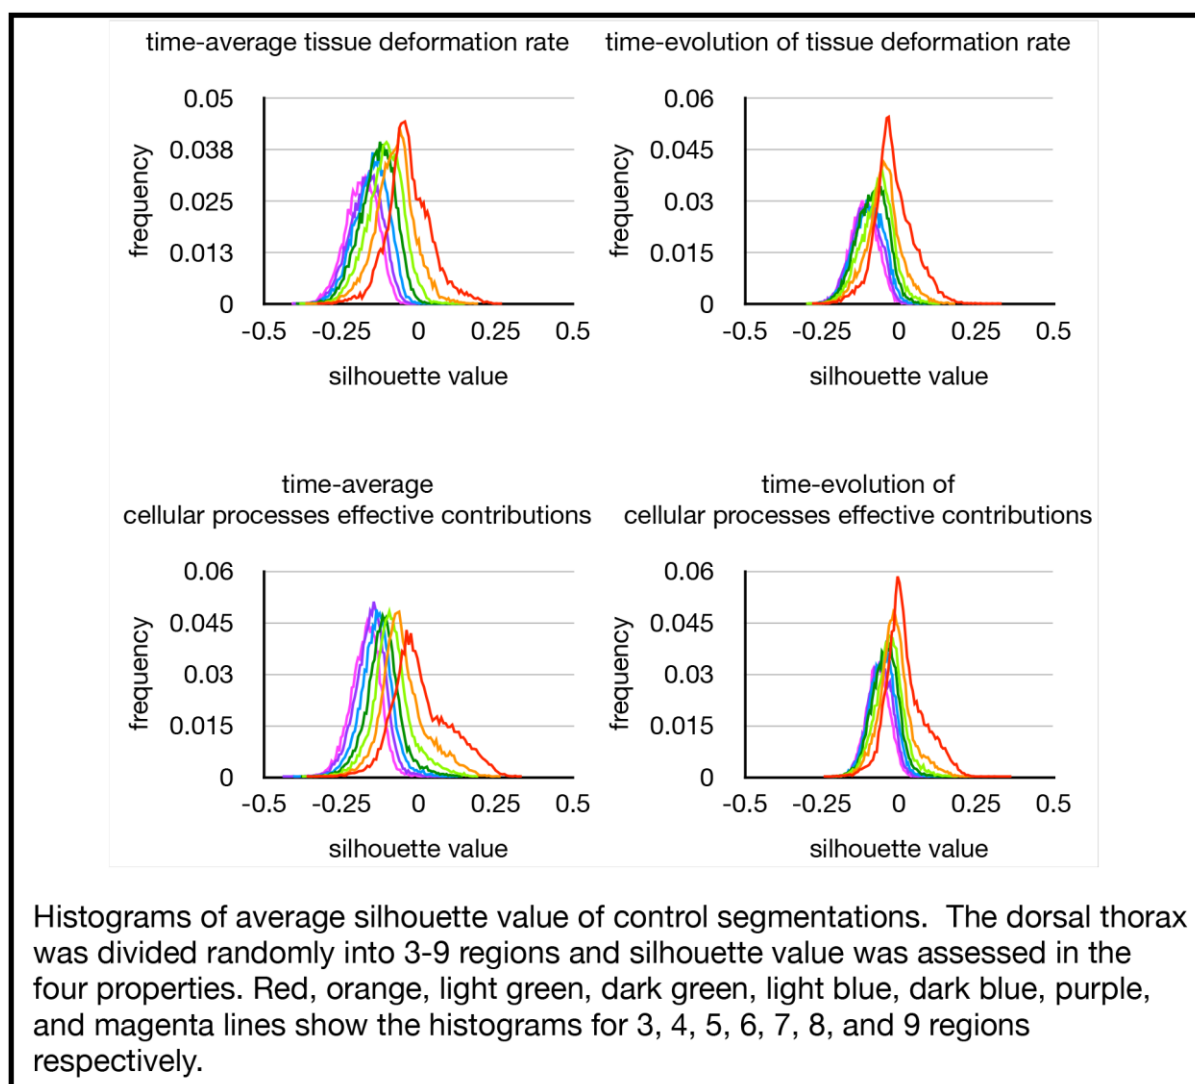 time-average tissue deformation rate
time-evolution of tissue deformation rate
0.05
0.038
0.025
0.013
0
frequency
-0.5 -0.25 0 0.25 0.5
silhouette value
0.06
0.045
0.03
0.015
0
frequency
-0.5 -0.25 0 0.25 0.5
silhouette value
time-average
cellular processes effective contributions
time-evolution of
cellular processes effective contributions
0.06
0.045
0.03
0.015
0
frequency
-0.5 -0.25 0 0.25 0.5
silhouette value
0.06
0.045
0.03
0.015
0
frequency
-0.5 -0.25 0 0.25 0.5
silhouette value
Histograms of average silhouette value of control segmentations. The dorsal thorax
was divided randomly into 3-9 regions and silhouette value was assessed in the
four properties. Red, orange, light green, dark green, light blue, dark blue, purple,
and magenta lines show the histograms for 3, 4, 5, 6, 7, 8, and 9 regions
respectively.